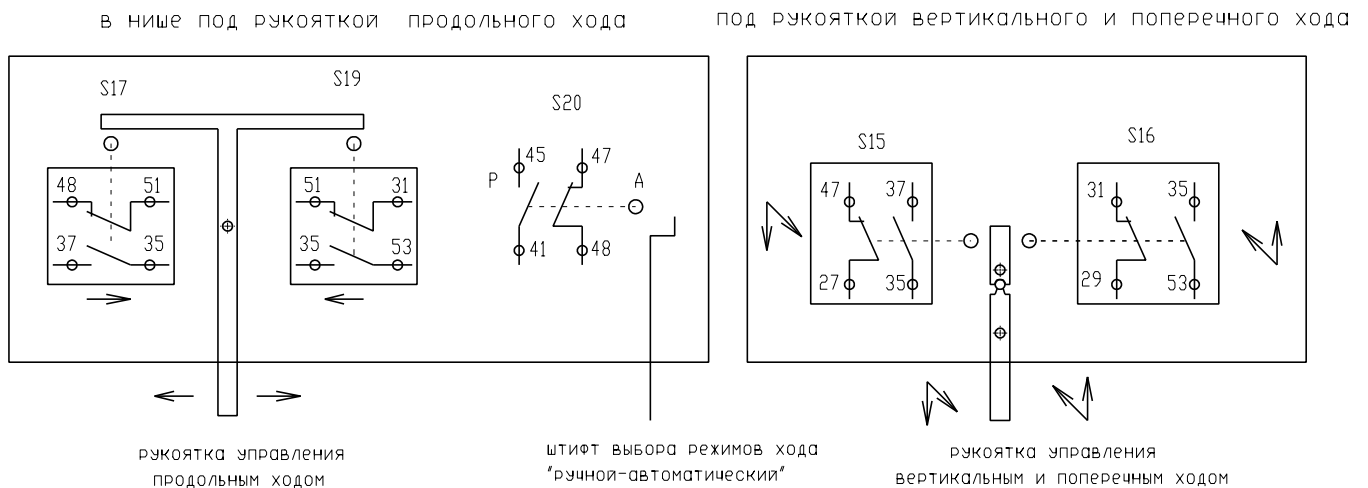 В НИШЕ ПОД РУКОЯТКОЙ ПРОДОЛЬНОГО ХОДА
ПОД РУКОЯТКОЙ ВЕРТИКАЛЬНОГО И ПОПЕРЕЧНОГО ХОДА
S17
S19
S20
48 51
37 35
51 31
35 53
45 47
Р А
41 48
S15
S16
47 37
27 35
31 35
29 53
РУКОЯТКА УПРАВЛЕНИЯ
ПРОДОЛЬНЫМ ХОДОМ
ШТИФТ ВЫБОРА РЕЖИМОВ ХОДА
"РУЧНОЙ-АВТОМАТИЧЕСКИЙ"
РУКОЯТКА УПРАВЛЕНИЯ
ВЕРТИКАЛЬНЫМ И ПОПЕРЕЧНЫМ ХОДОМ